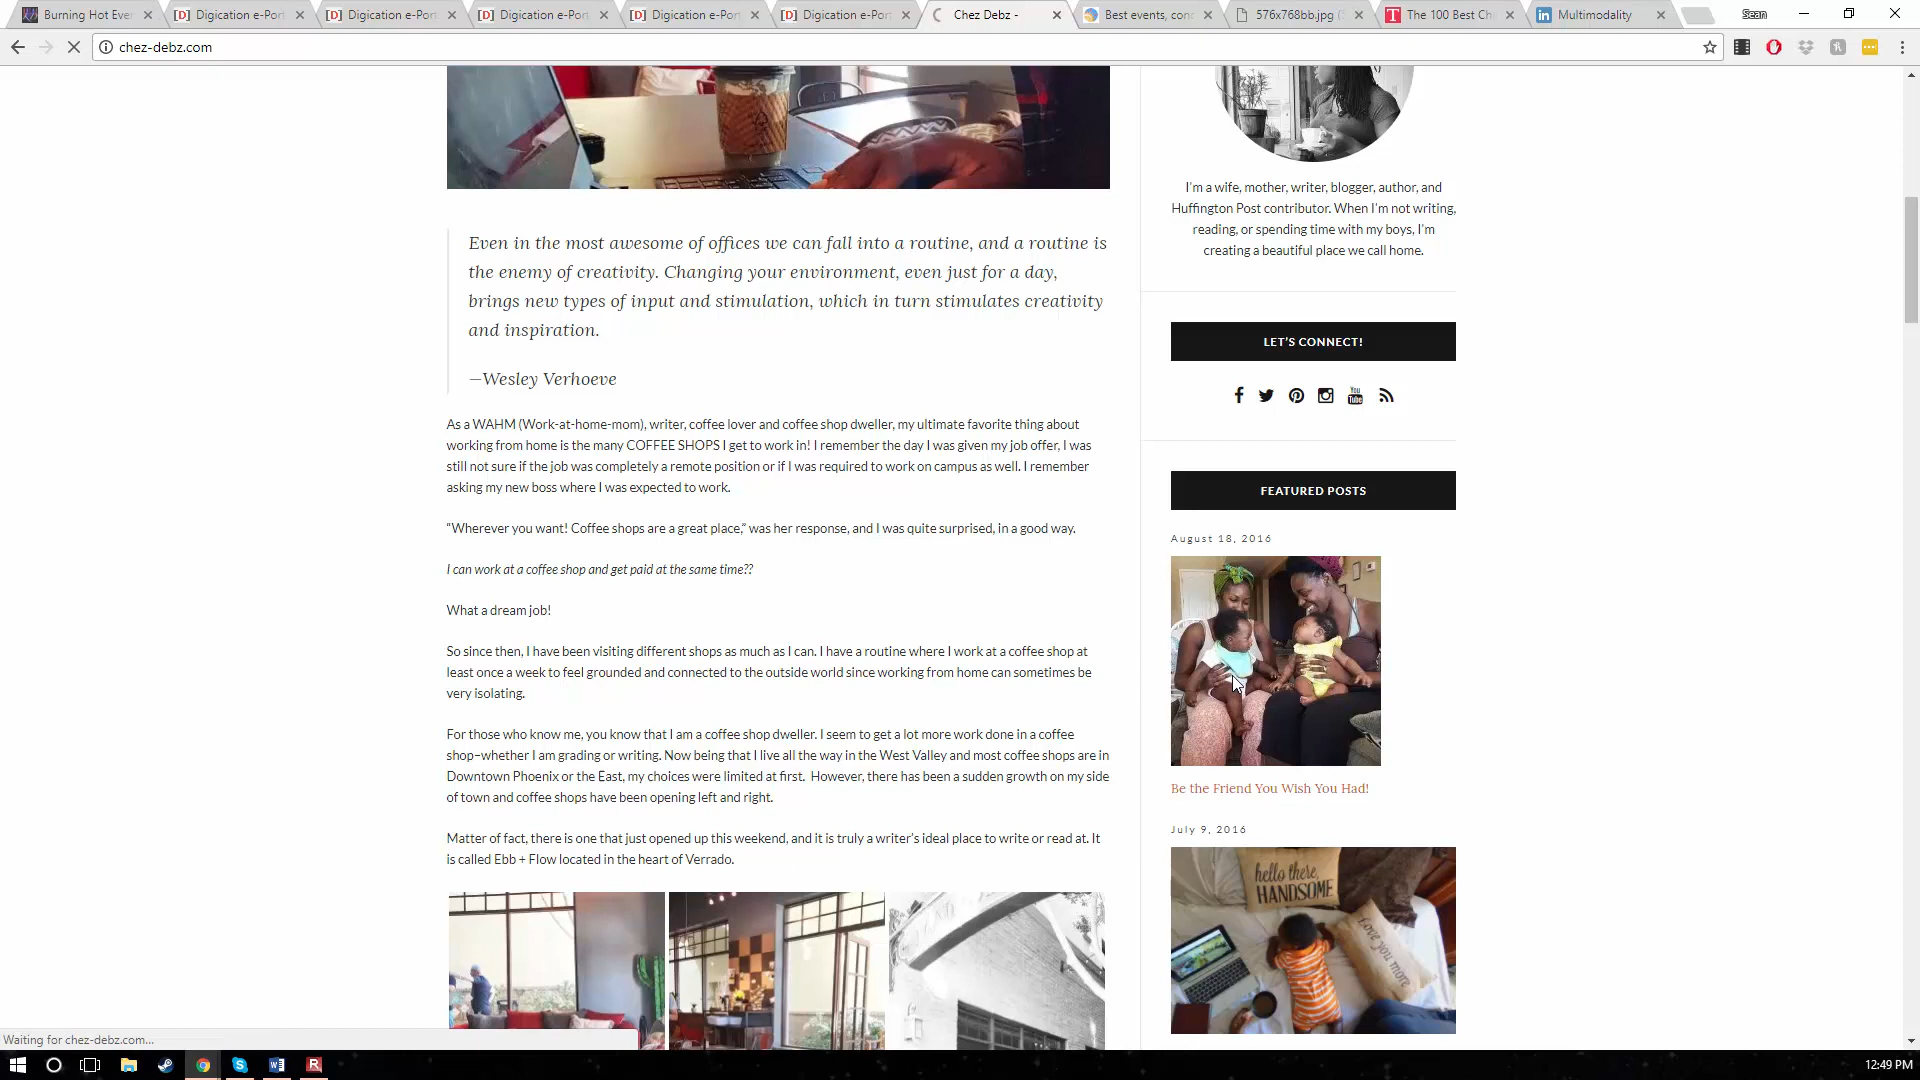 Burning Hot Ever
[D] Digication e-Port
[D] Digication e-Port
[D] Digication e-Port
[D] Digication e-Port
[D] Digication e-Port
Chez Debz -
Best events, conc
576x768bb.jpg (5
The 100 Best Ch
Multimodality
Sean
chez-debz.com
I'm a wife, mother, writer, blogger, author, and
Huffington Post contributor. When I'm not writing,
reading, or spending time with my boys, I'm
creating a beautiful place we call home.
Even in the most awesome of offices we can fall into a routine, and a routine is
the enemy of creativity. Changing your environment, even just for a day,
brings new types of input and stimulation, which in turn stimulates creativity
and inspiration.
—Wesley Verhoeve
As a WAHM (Work-at-home-mom), writer, coffee lover and coffee shop dweller, my ultimate favorite thing about
working from home is the many COFFEE SHOPS I get to work in! I remember the day I was given my job offer, I was
still not sure if the job was completely a remote position or if I was required to work on campus as well. I remember
asking my new boss where I was expected to work.
"Wherever you want! Coffee shops are a great place," was her response, and I was quite surprised, in a good way.
I can work at a coffee shop and get paid at the same time??
What a dream job!
So since then, I have been visiting different shops as much as I can. I have a routine where I work at a coffee shop at
least once a week to feel grounded and connected to the outside world since working from home can sometimes be
very isolating.
For those who know me, you know that I am a coffee shop dweller. I seem to get a lot more work done in a coffee
shop–whether I am grading or writing. Now being that I live all the way in the West Valley and most coffee shops are in
Downtown Phoenix or the East, my choices were limited at first.  However, there has been a sudden growth on my side
of town and coffee shops have been opening left and right.
Matter of fact, there is one that just opened up this weekend, and it is truly a writer's ideal place to write or read at. It
is called Ebb + Flow located in the heart of Verrado.
LET'S CONNECT!
You
Tube
FEATURED POSTS
August 18, 2016
Be the Friend You Wish You Had!
July 9, 2016
hello there,
HANDSOME
love you more
Waiting for chez-debz.com...
12:49 PM